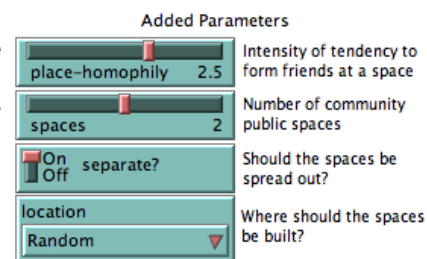 Added Parameters
place-homophily 2.5
Intensity of tendency to
form friends at a space
spaces 2
Number of community
public spaces
On
Off
separate?
Should the spaces be
spread out?
location
Random
Where should the spaces
be built?